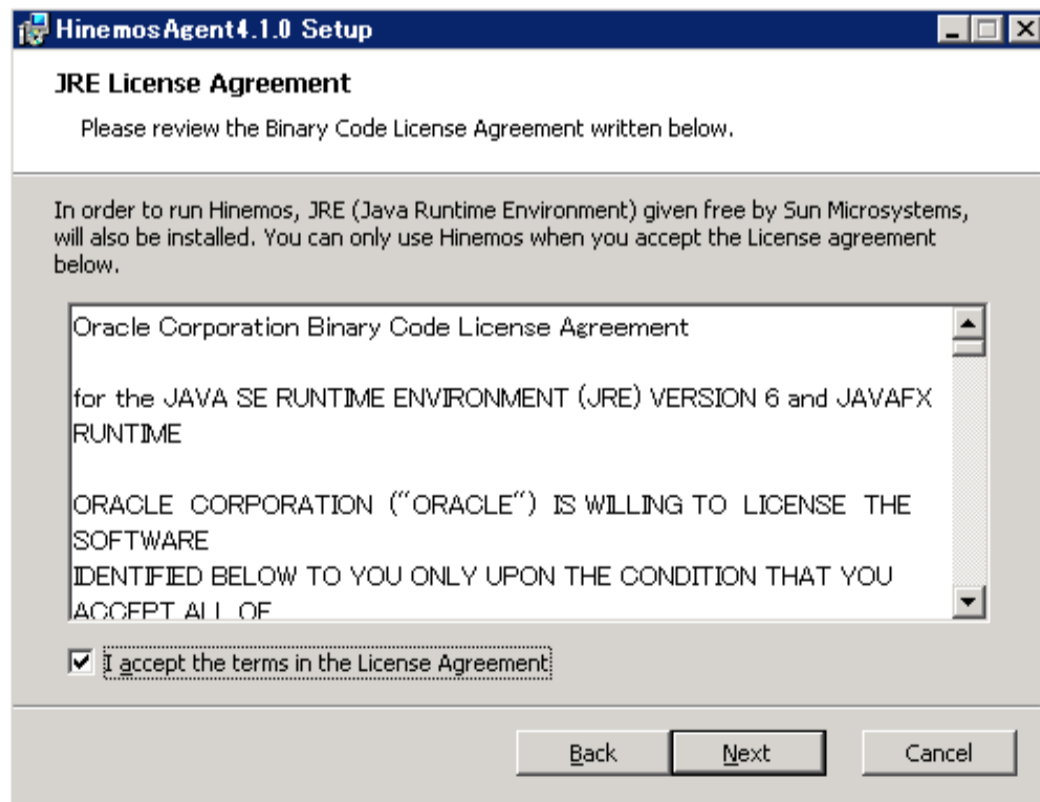 HinemosAgent4.1.0 Setup
JRE License Agreement
Please review the Binary Code License Agreement written below.
In order to run Hinemos, JRE (Java Runtime Environment) given free by Sun Microsystems,
will also be installed. You can only use Hinemos when you accept the License agreement
below.
Oracle Corporation Binary Code License Agreement
for the JAVA SE RUNTIME ENVIRONMENT (JRE) VERSION 6 and JAVAFX
RUNTIME
ORACLE CORPORATION ("ORACLE") IS WILLING TO LICENSE THE
SOFTWARE
IDENTIFIED BELOW TO YOU ONLY UPON THE CONDITION THAT YOU
ACCEPT ALL OF
I accept the terms in the License Agreement
Back Next Cancel